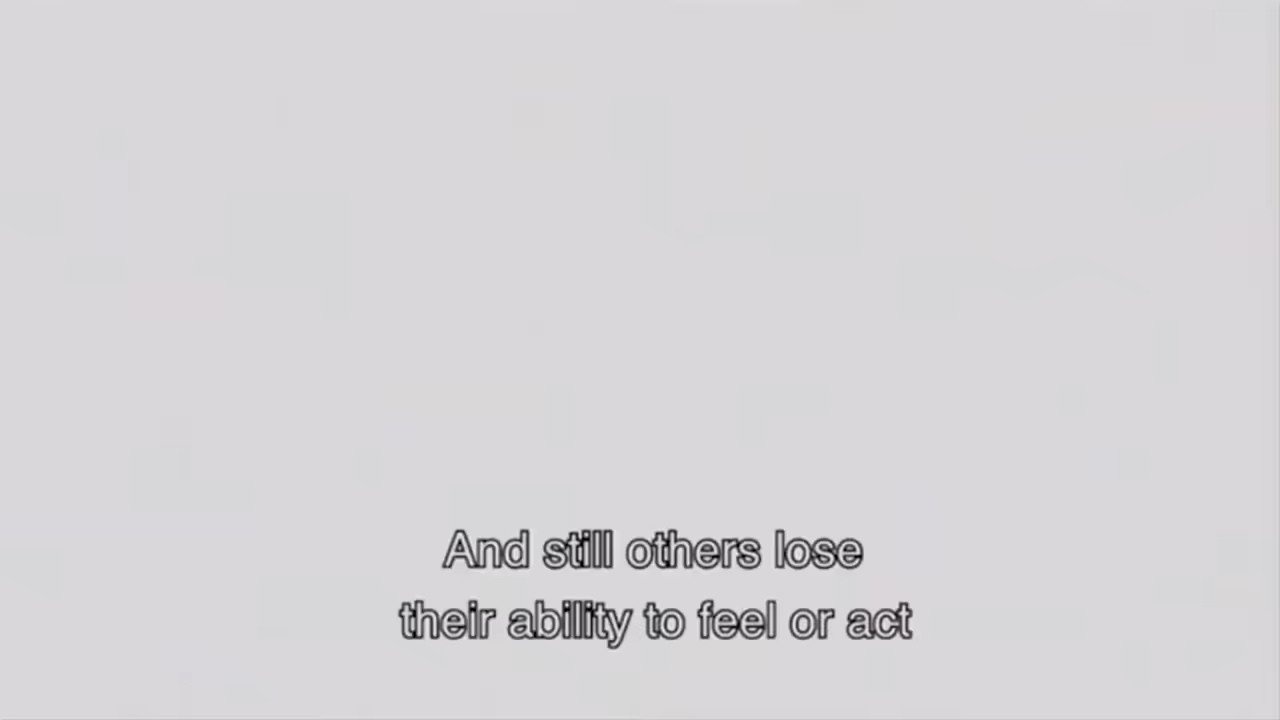 And still others lose
their ability to feel or act